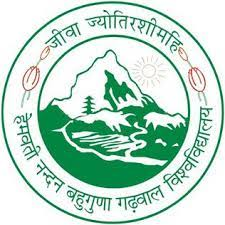 जीवा ज्योतिरशीमहि
हेमवती नन्दन बहुगुणा गढ़वाल विश्वविद्यालय